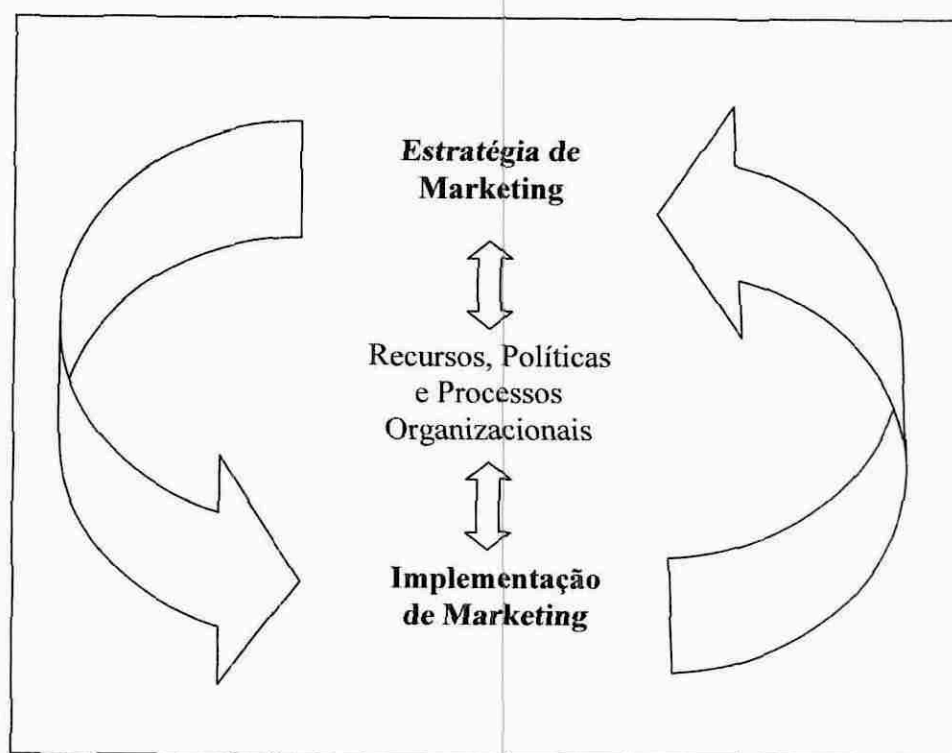 Estratégia de
Marketing
Recursos, Políticas
e Processos
Organizacionais
Implementação
de Marketing